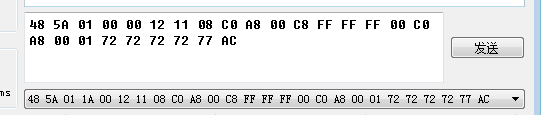 48 5A 01 00 00 12 11 08 C0 A8 00 C8 FF FF FF 00 C0
A8 00 01 72 72 72 72 77 AC
发送
ms
48 5A 01 1A 00 12 11 08 C0 A8 00 C8 FF FF FF 00 C0 A8 00 01 72 72 72 72 77 AC